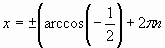 x = ±(arccos(−1/2) + 2πn)